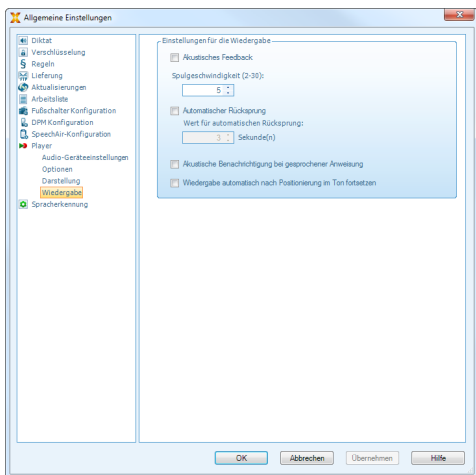 Allgemeine Einstellungen
Diktat
Verschlüsselung
Regeln
Lieferung
Aktualisierungen
Arbeitsliste
Fußschalter Konfiguration
DPM Konfiguration
SpeechAir-Konfiguration
Player
Audio-Geräteeinstellungen
Optionen
Darstellung
Wiedergabe
Spracherkennung
Einstellungen für die Wiedergabe
Akustisches Feedback
Spulgeschwindigkeit (2-30):
5
Automatischer Rücksprung
Wert für automatischen Rücksprung:
3 Sekunde(n)
Akustische Benachrichtigung bei gesprochener Anweisung
Wiedergabe automatisch nach Positionierung im Ton fortsetzen
OK Abbrechen Übernehmen Hilfe